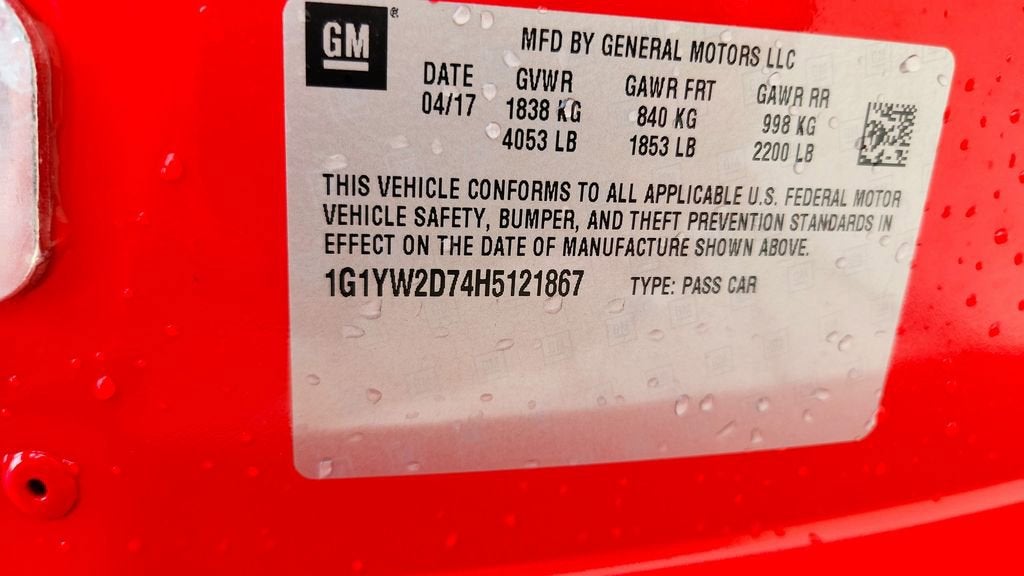 GM®
MFD BY GENERAL MOTORS LLC
DATE GVWR GAWR FRT GAWR RR
04/17 1838 KG 840 KG 998 KG
4053 LB 1853 LB 2200 LB
THIS VEHICLE CONFORMS TO ALL APPLICABLE U.S. FEDERAL MOTOR
VEHICLE SAFETY, BUMPER, AND THEFT PREVENTION STANDARDS IN
EFFECT ON THE DATE OF MANUFACTURE SHOWN ABOVE.
1G1YW2D74H5121867 TYPE: PASS CAR